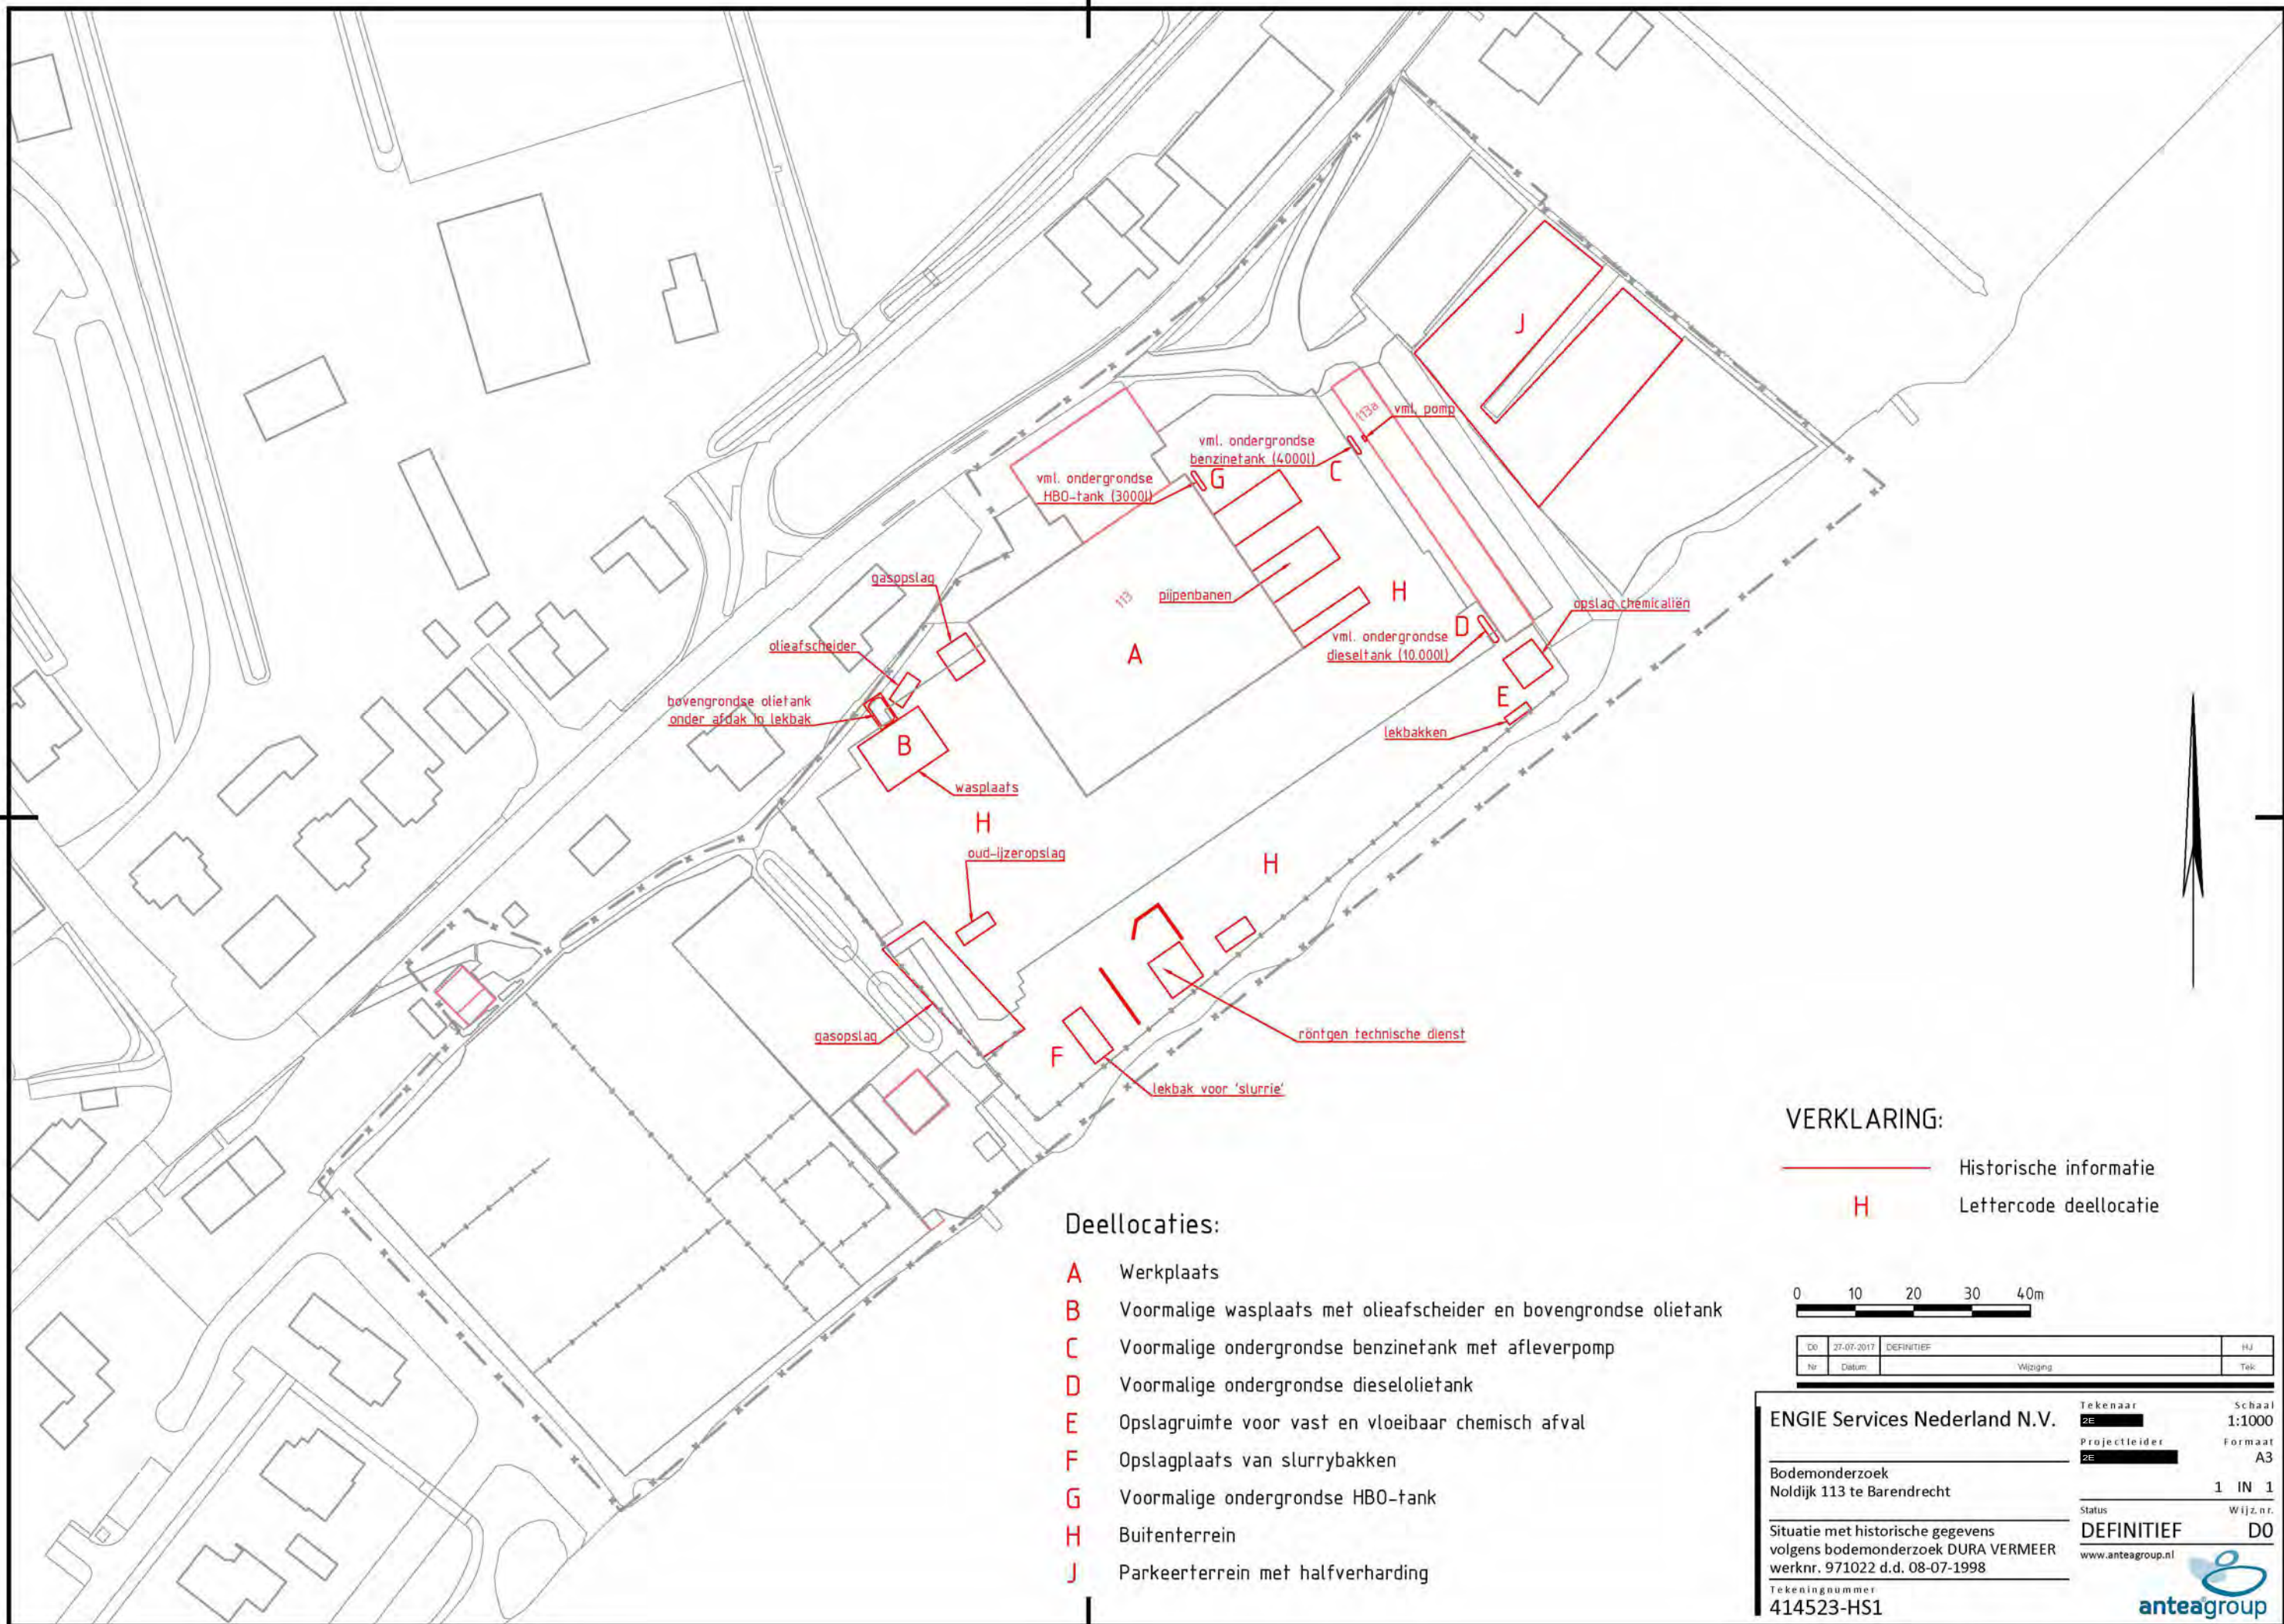 J
113a
vml. pomp
vml. ondergrondse
benzinetank (4000l)
C
vml. ondergrondse
HBO-tank (3000l)
G
gasopslag
113
pijpenbanen
H
opslag chemicaliën
D
vml. ondergrondse
dieseltank (10.000l)
olieafscheider
A
bovengrondse olietank
onder afdak in lekbak
E
lekbakken
B
wasplaats
H
oud-ijzeropslag
H
gasopslag
röntgen technische dienst
F
lekbak voor 'slurrie'
VERKLARING:
Historische informatie
H Lettercode deellocatie
Deellocaties:
A Werkplaats
B Voormalige wasplaats met olieafscheider en bovengrondse olietank
C Voormalige ondergrondse benzinetank met afleverpomp
D Voormalige ondergrondse dieselolietank
E Opslagruimte voor vast en vloeibaar chemisch afval
F Opslagplaats van slurrybakken
G Voormalige ondergrondse HBO-tank
H Buitenterrein
J Parkeerterrein met halfverharding
0 10 20 30 40m
D0 27-07-2017 DEFINITIEF HJ
Nr Datum Wijziging Tek
ENGIE Services Nederland N.V.
Tekenaar Schaal
2E 1:1000
Projectleider Formaat
2E A3
Bodemonderzoek
Noldijk 113 te Barendrecht
1 IN 1
Status Wijz.nr.
DEFINITIEF D0
Situatie met historische gegevens
volgens bodemonderzoek DURA VERMEER
werknr. 971022 d.d. 08-07-1998
www.anteagroup.nl
Tekeningnummer
414523-HS1
anteagroup